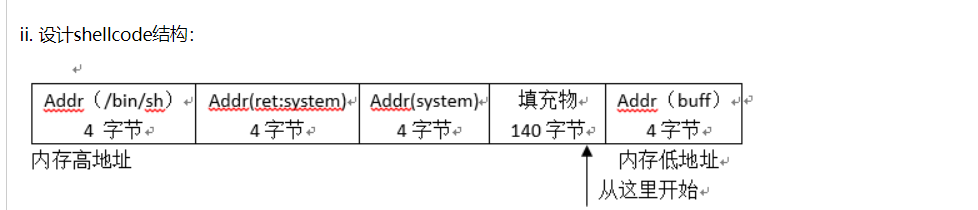 ii. 设计shellcode结构：
Addr（/bin/sh） Addr(ret:system) Addr(system) 填充物 Addr（buff）
4 字节 4 字节 4 字节 140 字节 4 字节
内存高地址 内存低地址
从这里开始